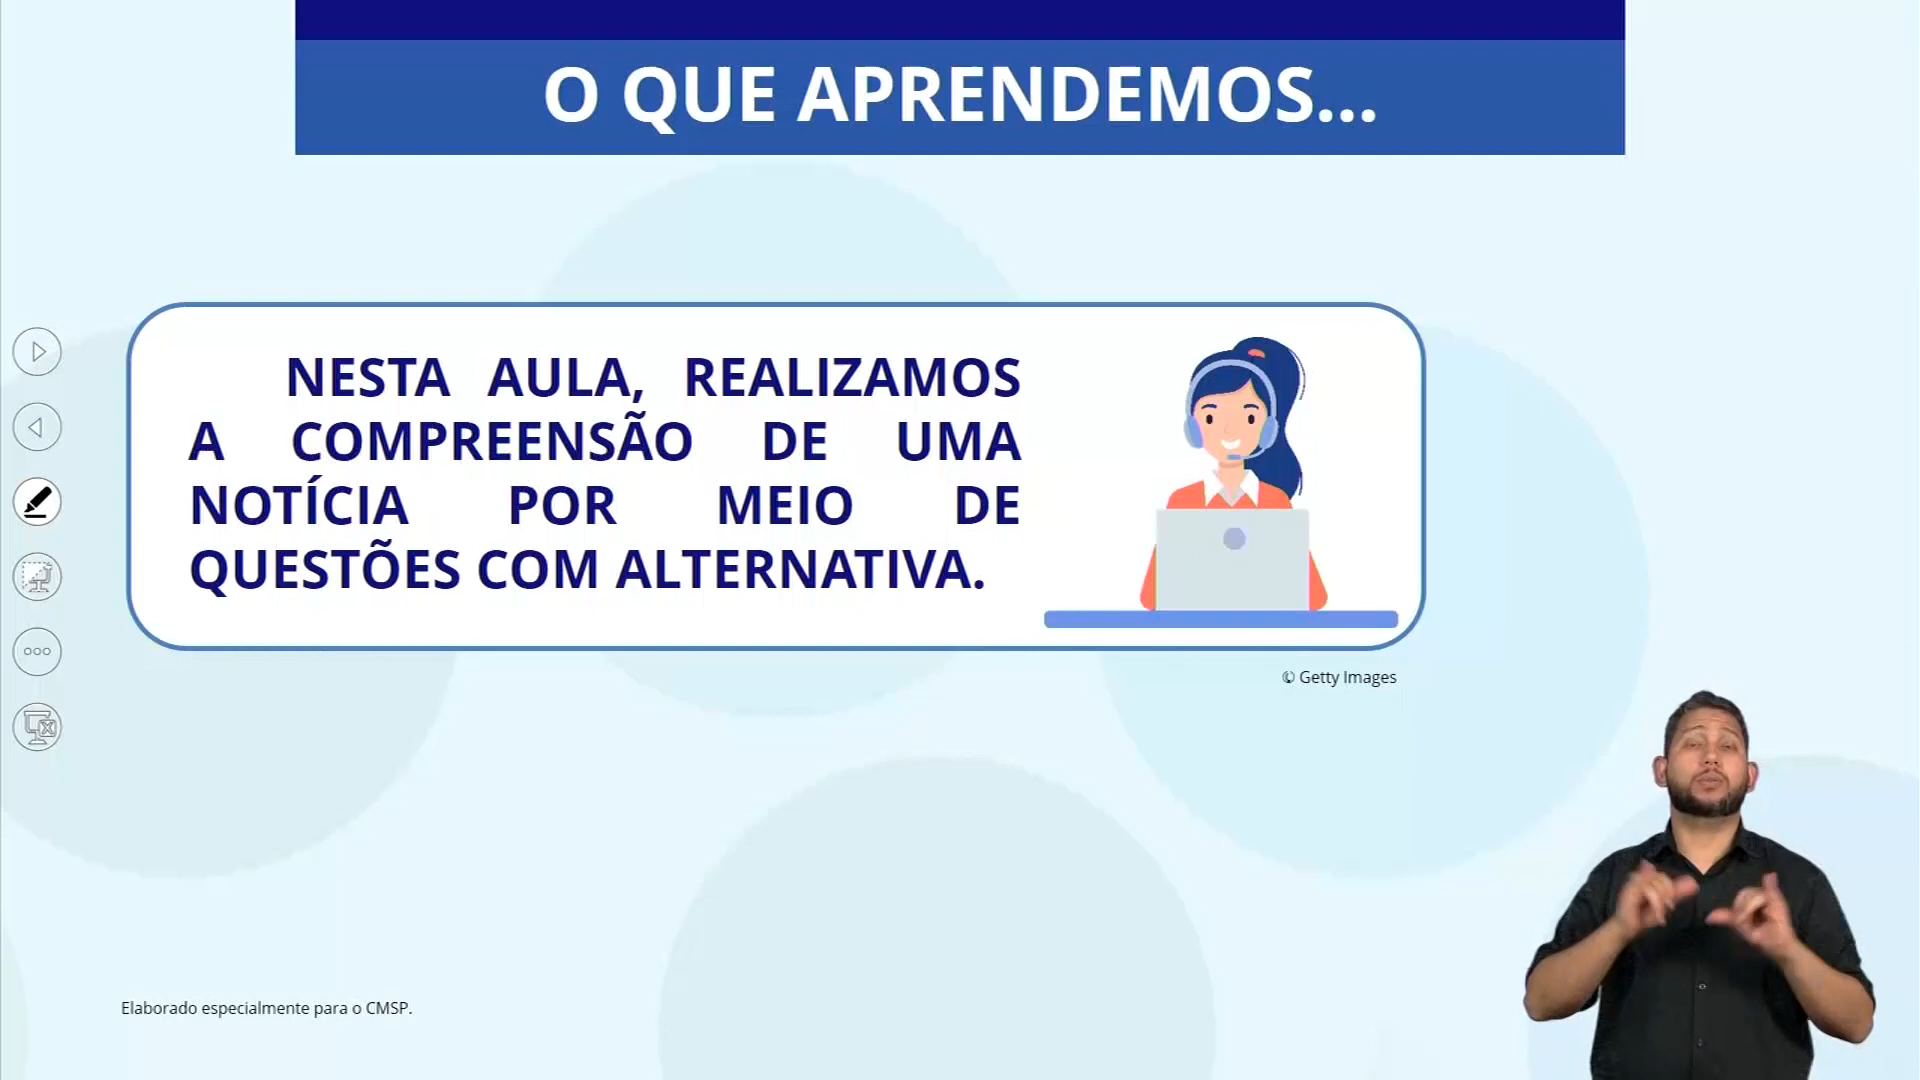 O QUE APRENDEMOS...
NESTA AULA, REALIZAMOS
A COMPREENSÃO DE UMA
NOTÍCIA POR MEIO DE
QUESTÕES COM ALTERNATIVA.
© Getty Images
Elaborado especialmente para o CMSP.